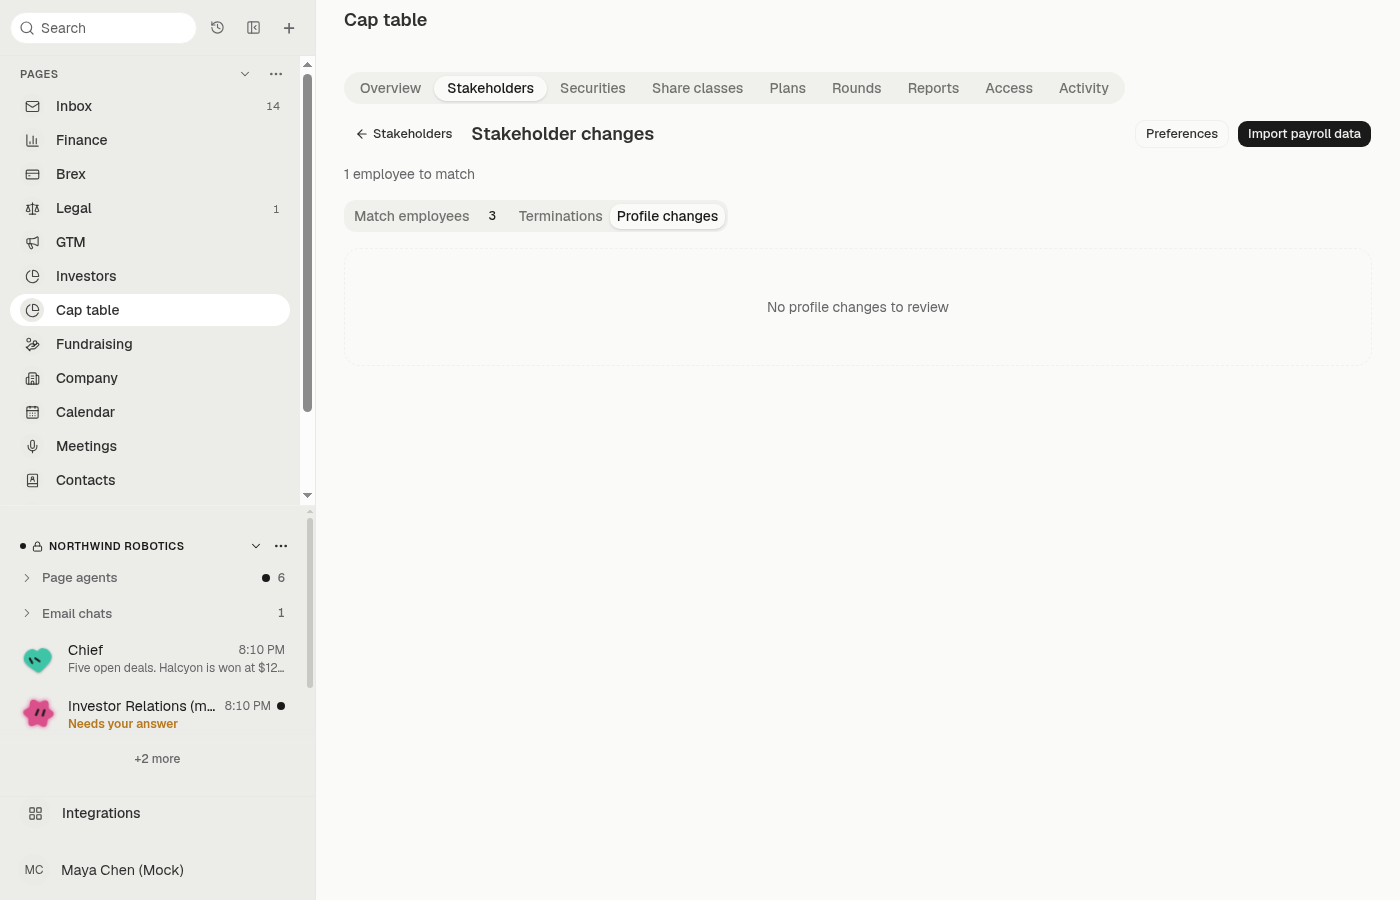 Search
PAGES
Inbox 14
Finance
Brex
Legal 1
GTM
Investors
Cap table
Fundraising
Company
Calendar
Meetings
Contacts
NORTHWIND ROBOTICS
Page agents 6
Email chats 1
Chief 8:10 PM
Five open deals. Halcyon is won at $12...
Investor Relations (m... 8:10 PM
Needs your answer
+2 more
Integrations
MC Maya Chen (Mock)
Cap table
Overview Stakeholders Securities Share classes Plans Rounds Reports Access Activity
Stakeholders Stakeholder changes Preferences Import payroll data
1 employee to match
Match employees 3 Terminations Profile changes
No profile changes to review